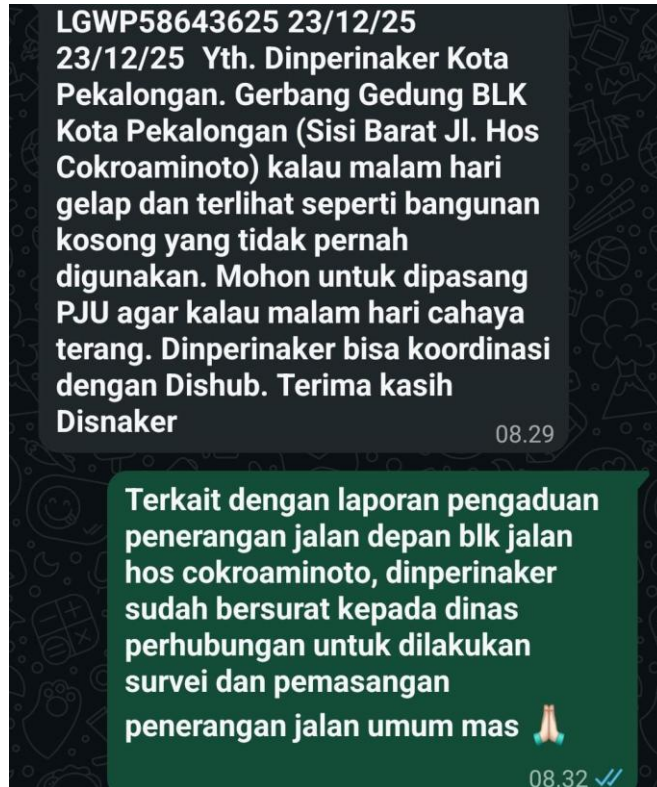 LGWP58643625 23/12/25
23/12/25 Yth. Dinperinaker Kota
Pekalongan. Gerbang Gedung BLK
Kota Pekalongan (Sisi Barat Jl. Hos
Cokroaminoto) kalau malam hari
gelap dan terlihat seperti bangunan
kosong yang tidak pernah
digunakan. Mohon untuk dipasang
PJU agar kalau malam hari cahaya
terang. Dinperinaker bisa koordinasi
dengan Dishub. Terima kasih
Disnaker
08.29
Terkait dengan laporan pengaduan
penerangan jalan depan blk jalan
hos cokroaminoto, dinperinaker
sudah bersurat kepada dinas
perhubungan untuk dilakukan
survei dan pemasangan
penerangan jalan umum mas 🙏🏻
08.32